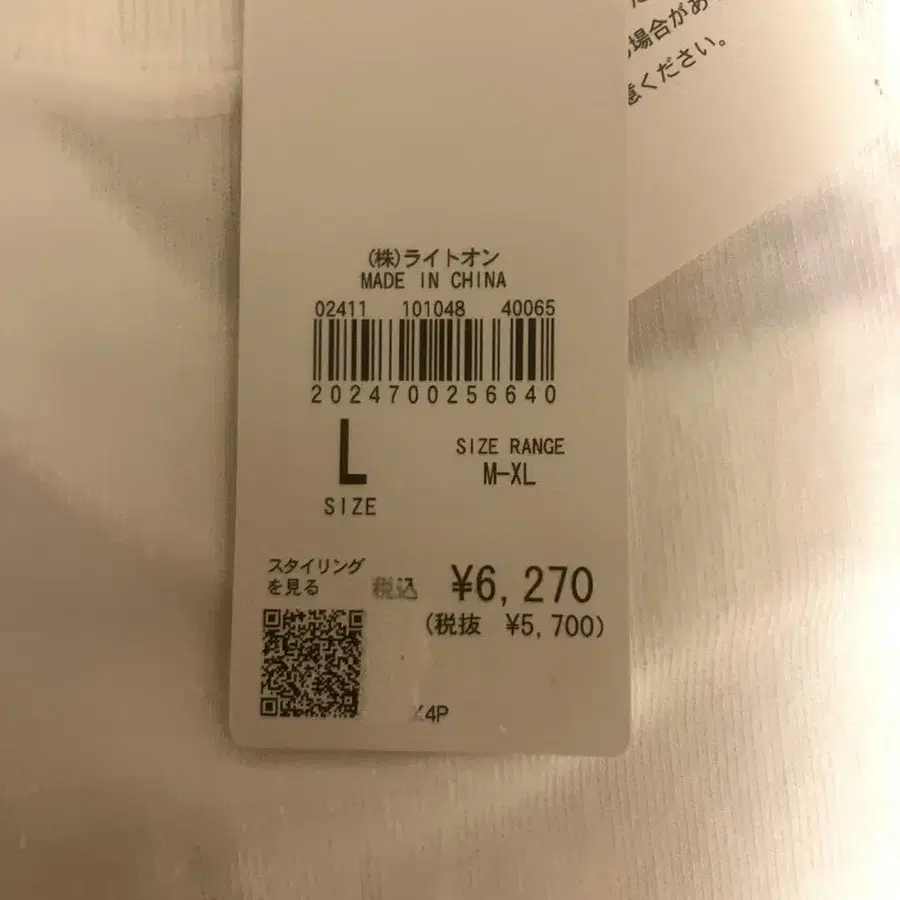 場合があ
意ください。
(株)ライトオン
MADE IN CHINA
02411 101048 40065
2024700256640
L
SIZE
SIZE RANGE
M-XL
スタイリング
を見る
税込 ¥6,270
(税抜 ¥5,700)
4P